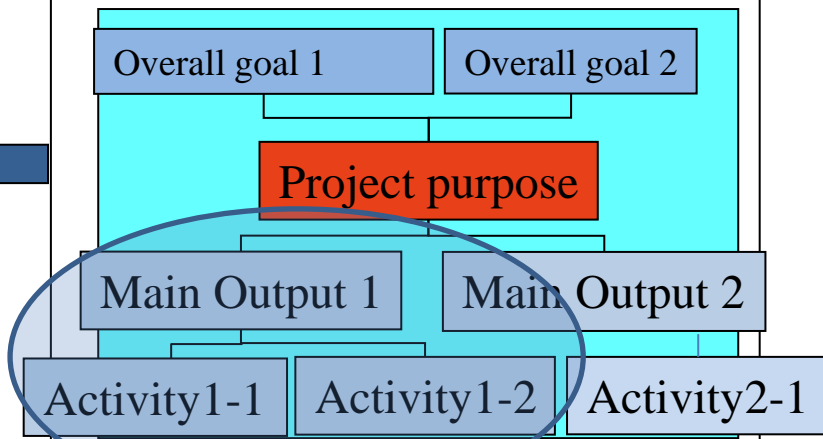 Overall goal 1
Overall goal 2
Project purpose
Main Output 1
Main Output 2
Activity1-1
Activity1-2
Activity2-1